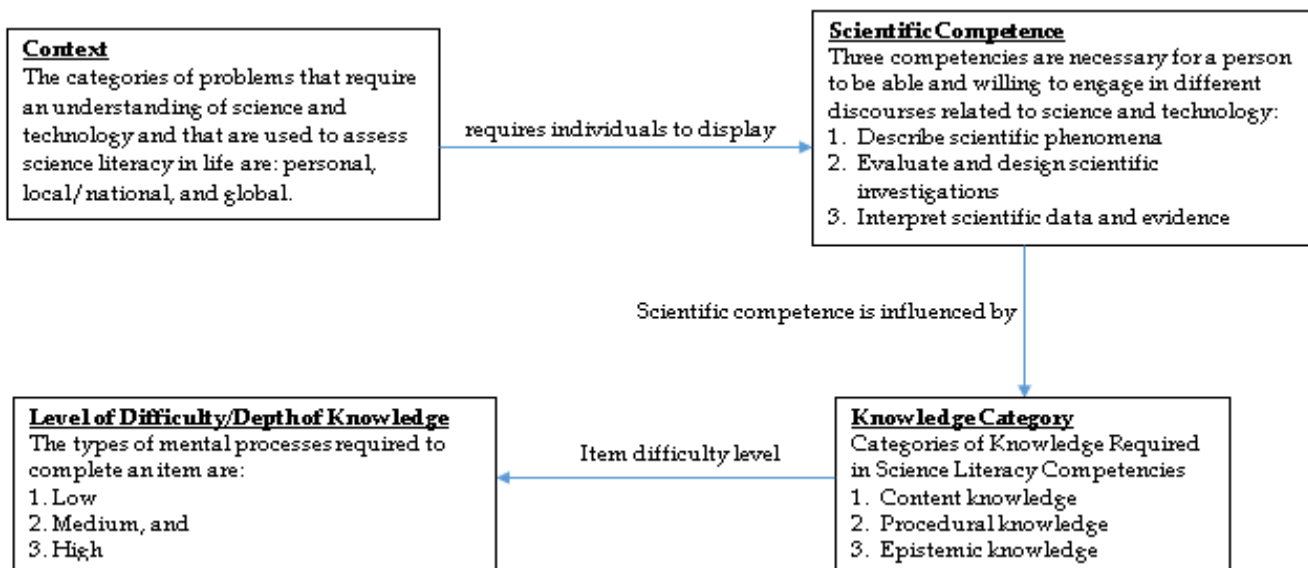 Context
The categories of problems that require
an understanding of science and
technology and that are used to assess
science literacy in life are: personal,
local/national, and global.
requires individuals to display
Scientific Competence
Three competencies are necessary for a person
to be able and willing to engage in different
discourses related to science and technology:
1. Describe scientific phenomena
2. Evaluate and design scientific
investigations
3. Interpret scientific data and evidence
Scientific competence is influenced by
Level of Difficulty/Depth of Knowledge
The types of mental processes required to
complete an item are:
1. Low
2. Medium, and
3. High
Item difficulty level
Knowledge Category
Categories of Knowledge Required
in Science Literacy Competencies
1. Content knowledge
2. Procedural knowledge
3. Epistemic knowledge